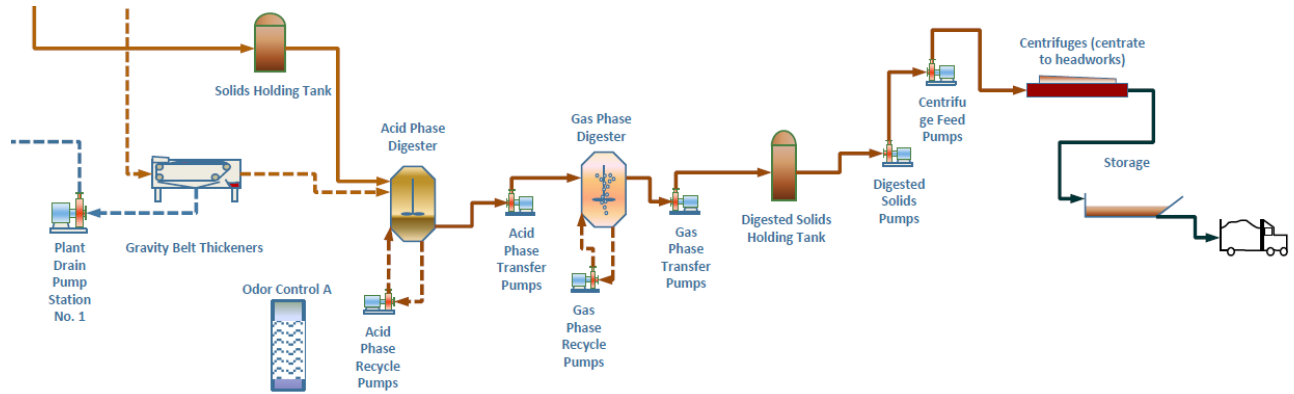 Solids Holding Tank
Gravity Belt Thickeners
Plant
Drain
Pump
Station
No. 1
Odor Control A
Acid Phase
Digester
Acid
Phase
Recycle
Pumps
Acid
Phase
Transfer
Pumps
Gas Phase
Digester
Gas
Phase
Recycle
Pumps
Gas
Phase
Transfer
Pumps
Digested Solids
Holding Tank
Digested
Solids
Pumps
Centrifu
ge Feed
Pumps
Centrifuges (centrate
to headworks)
Storage